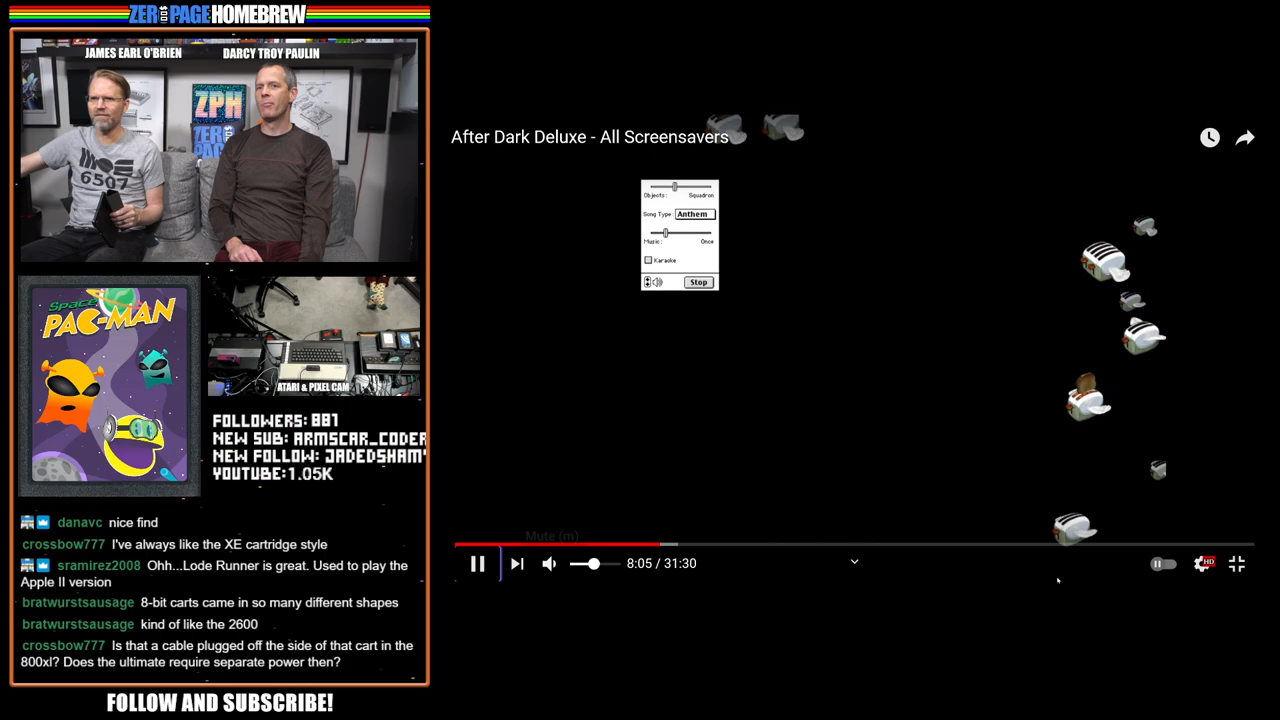 ZER PAGE HOMEBREW
JAMES EARL O'BRIEN
DARCY TROY PAULIN
ZPH
6507
Space
PAC-MAN
ATARI & PIXEL CAM
FOLLOWERS: 881
NEW SUB: ARMSCAR_CODER
NEW FOLLOW: JADEDSHAM
YOUTUBE:1.05K
danavc nice find
crossbow777 I've always like the XE cartridge style
sramirez2008 Ohh...Lode Runner is great. Used to play the
Apple II version
bratwurstsausage 8-bit carts came in so many different shapes
bratwurstsausage kind of like the 2600
crossbow777 Is that a cable plugged off the side of that cart in the
800xl? Does the ultimate require separate power then?
FOLLOW AND SUBSCRIBE!
After Dark Deluxe - All Screensavers
Objects: Squadron
Song Type: Anthem
Music: Once
Karaoke
Stop
Mute (m)
8:05 / 31:30
HD